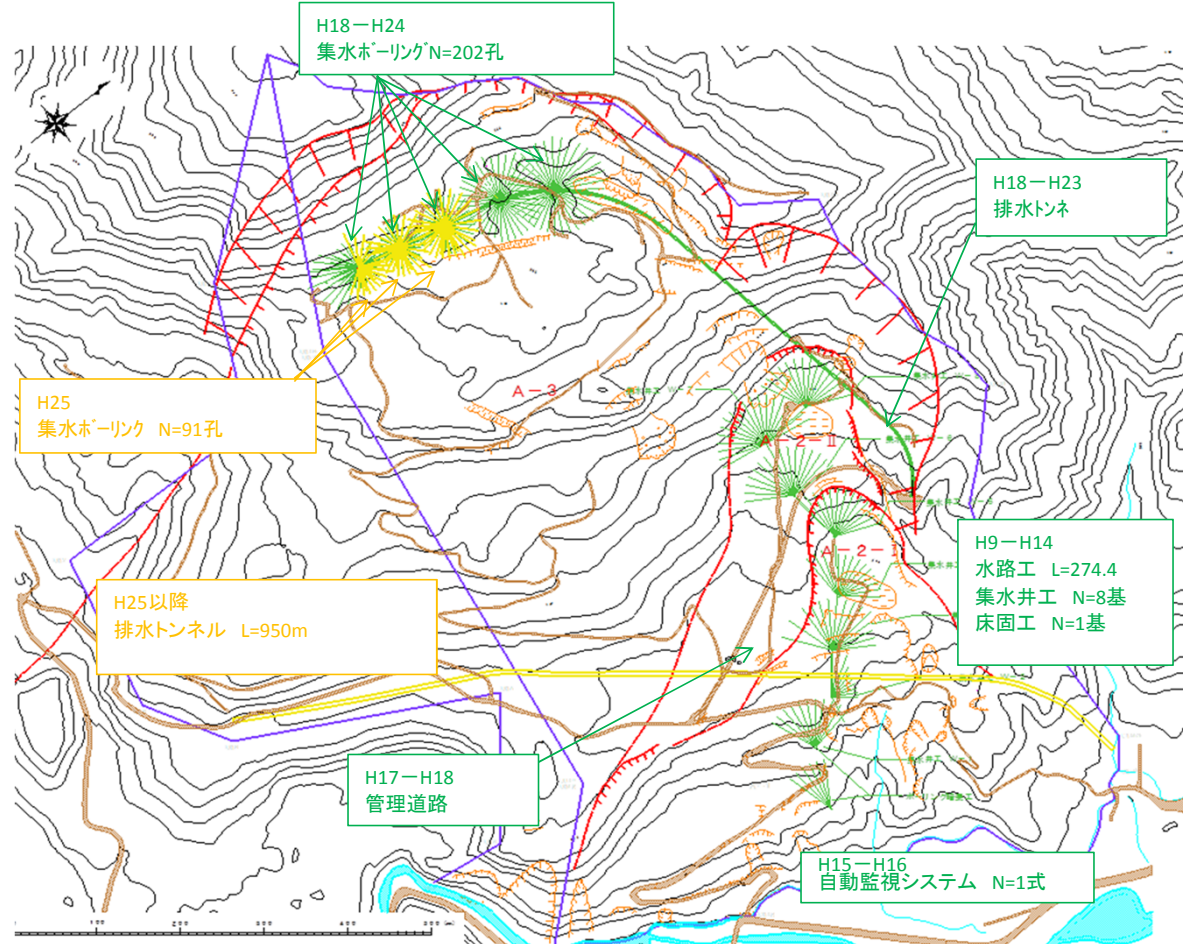 H18－H24
集水ﾎﾞｰﾘﾝｸﾞN=202孔
H18－H23
排水ﾄﾝﾈ
H25
集水ﾎﾞｰﾘﾝｸ N=91孔
A－3
A－2－Ⅱ
A－2－Ⅰ
H9－H14
水路工 L=274.4
集水井工 N=8基
床固工 N=1基
H25以降
排水トンネル L=950m
H17－H18
管理道路
H15－H16
自動監視システム N=1式
100
200
300
400